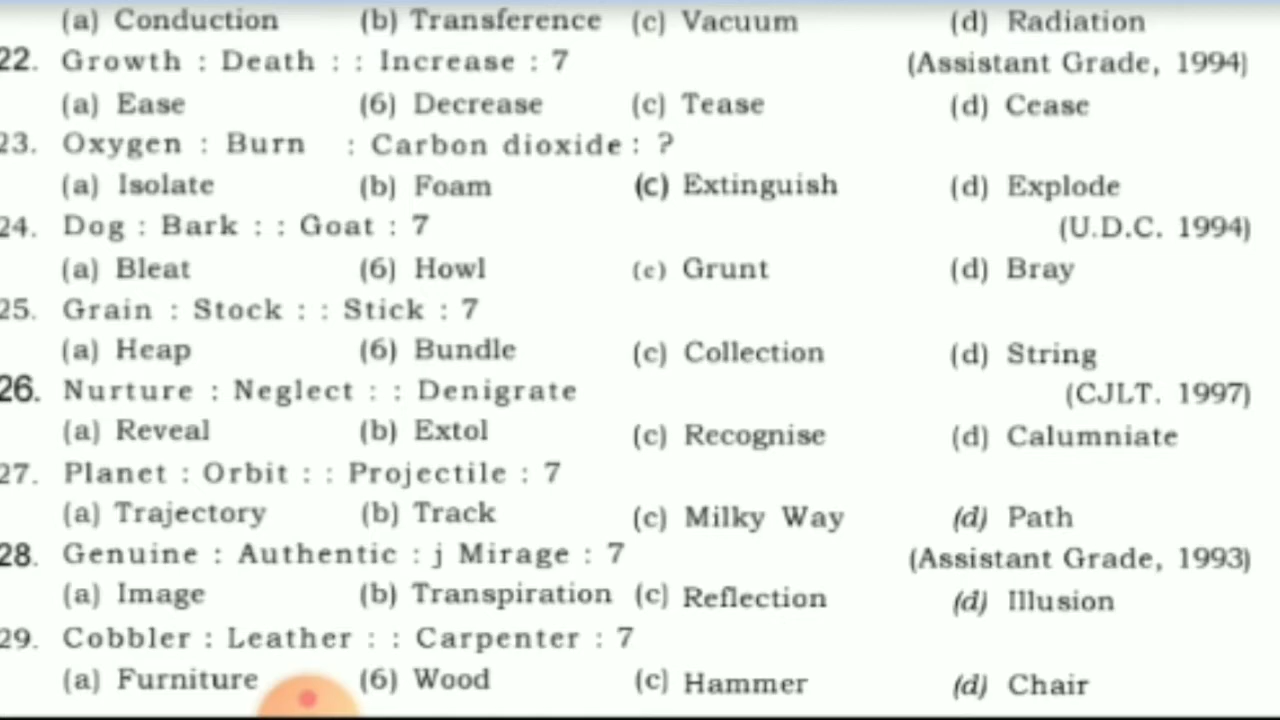 (a) Conduction (b) Transference (c) Vacuum (d) Radiation
22. Growth : Death : : Increase : 7 (Assistant Grade, 1994)
(a) Ease (6) Decrease (c) Tease (d) Cease
23. Oxygen : Burn : Carbon dioxide : ?
(a) Isolate (b) Foam (c) Extinguish (d) Explode
24. Dog : Bark : : Goat : 7 (U.D.C. 1994)
(a) Bleat (6) Howl (e) Grunt (d) Bray
25. Grain : Stock : : Stick : 7
(a) Heap (6) Bundle (c) Collection (d) String
26. Nurture : Neglect : : Denigrate (CJLT. 1997)
(a) Reveal (b) Extol (c) Recognise (d) Calumniate
27. Planet : Orbit : : Projectile : 7
(a) Trajectory (b) Track (c) Milky Way (d) Path
28. Genuine : Authentic : j Mirage : 7 (Assistant Grade, 1993)
(a) Image (b) Transpiration (c) Reflection (d) Illusion
29. Cobbler : Leather : : Carpenter : 7
(a) Furniture (6) Wood (c) Hammer (d) Chair